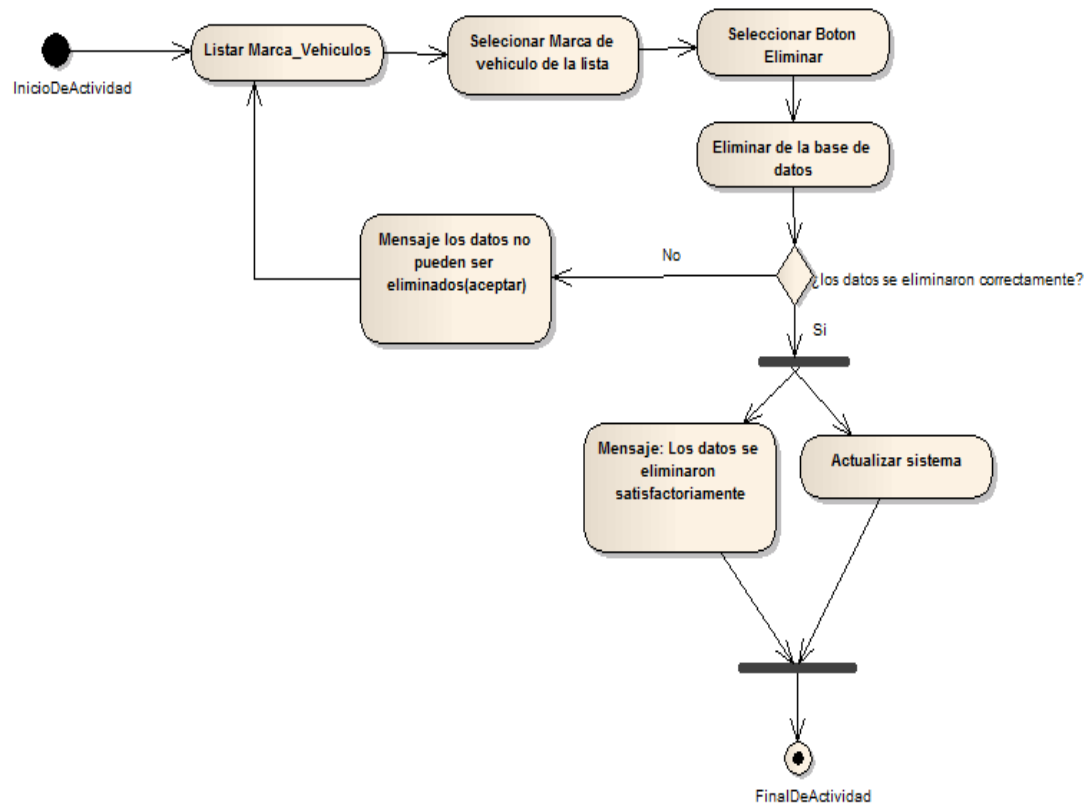 InicioDeActividad
Listar Marca_Vehiculos
Selecionar Marca de
vehiculo de la lista
Seleccionar Boton
Eliminar
Eliminar de la base de
datos
¿los datos se eliminaron correctamente?
No
Mensaje los datos no
pueden ser
eliminados(aceptar)
Si
Mensaje: Los datos se
eliminaron
satisfactoriamente
Actualizar sistema
FinalDeActividad